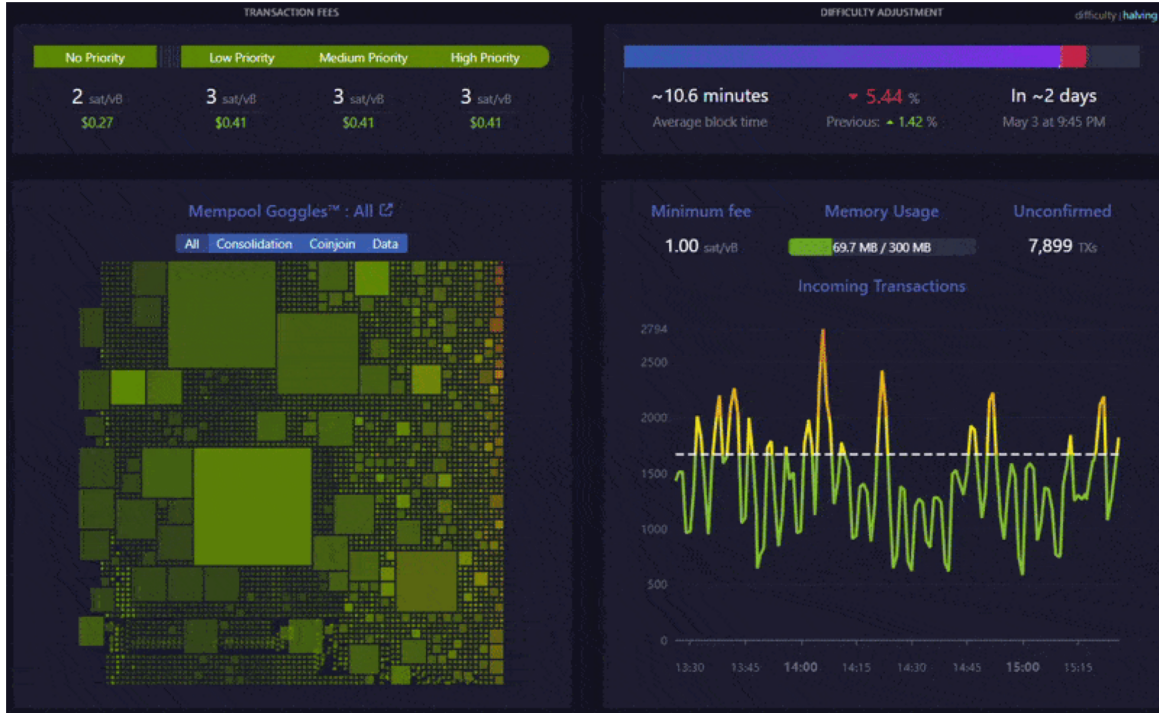 TRANSACTION FEES
No Priority Low Priority Medium Priority High Priority
2 sat/vB 3 sat/vB 3 sat/vB 3 sat/vB
$0.27 $0.41 $0.41 $0.41
DIFFICULTY ADJUSTMENT
difficulty | halving
~10.6 minutes 5.44 % In ~2 days
Average block time Previous: 1.42 % May 3 at 9:45 PM
Mempool Goggles™ : All
All Consolidation Coinjoin Data
Minimum fee Memory Usage Unconfirmed
1.00 sat/vB 69.7 MB / 300 MB 7,899 TXs
Incoming Transactions
2794
2500
2000
1500
1000
500
0
13:30 13:45 14:00 14:15 14:30 14:45 15:00 15:15